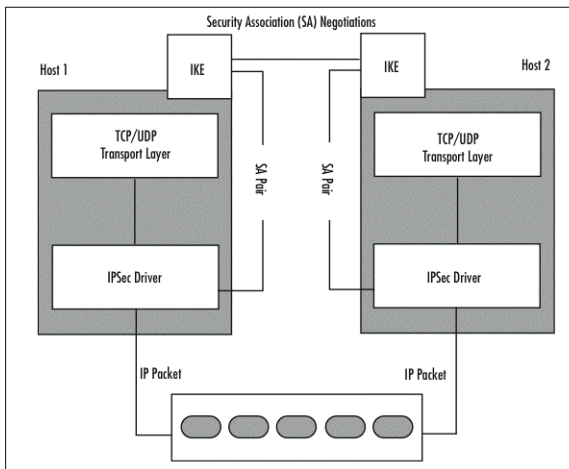 Security Association (SA) Negotiations
Host 1
IKE
IKE
Host 2
TCP/UDP
Transport Layer
TCP/UDP
Transport Layer
SA Pair
SA Pair
IPSec Driver
IPSec Driver
IP Packet
IP Packet